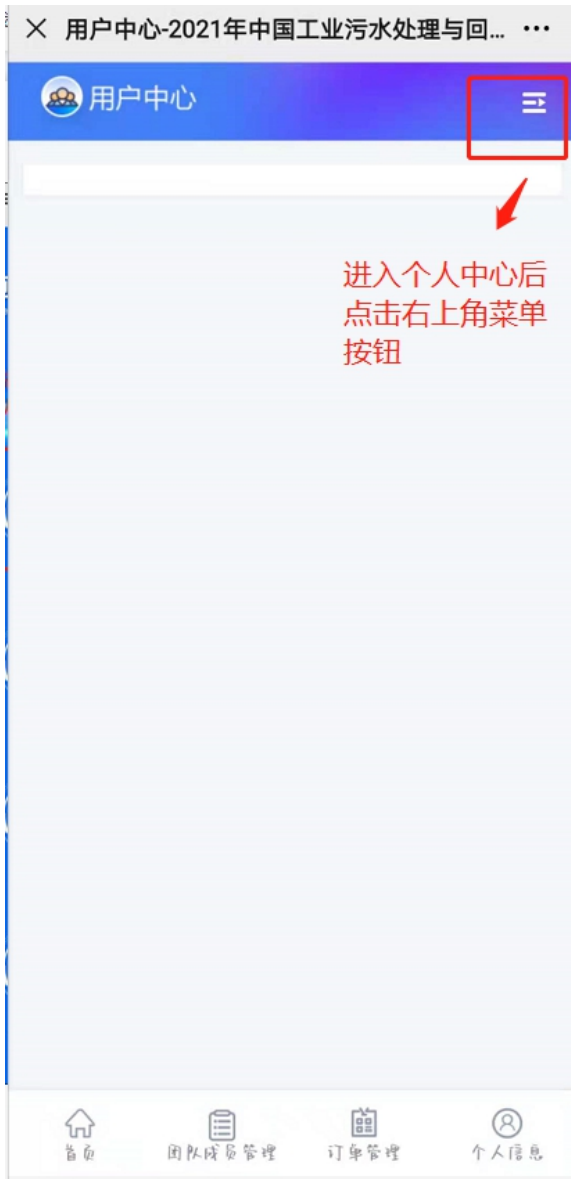 用户中心-2021年中国工业污水处理与回...
用户中心
进入个人中心后
点击右上角菜单
按钮
首页
团队成员管理
订单管理
个人信息